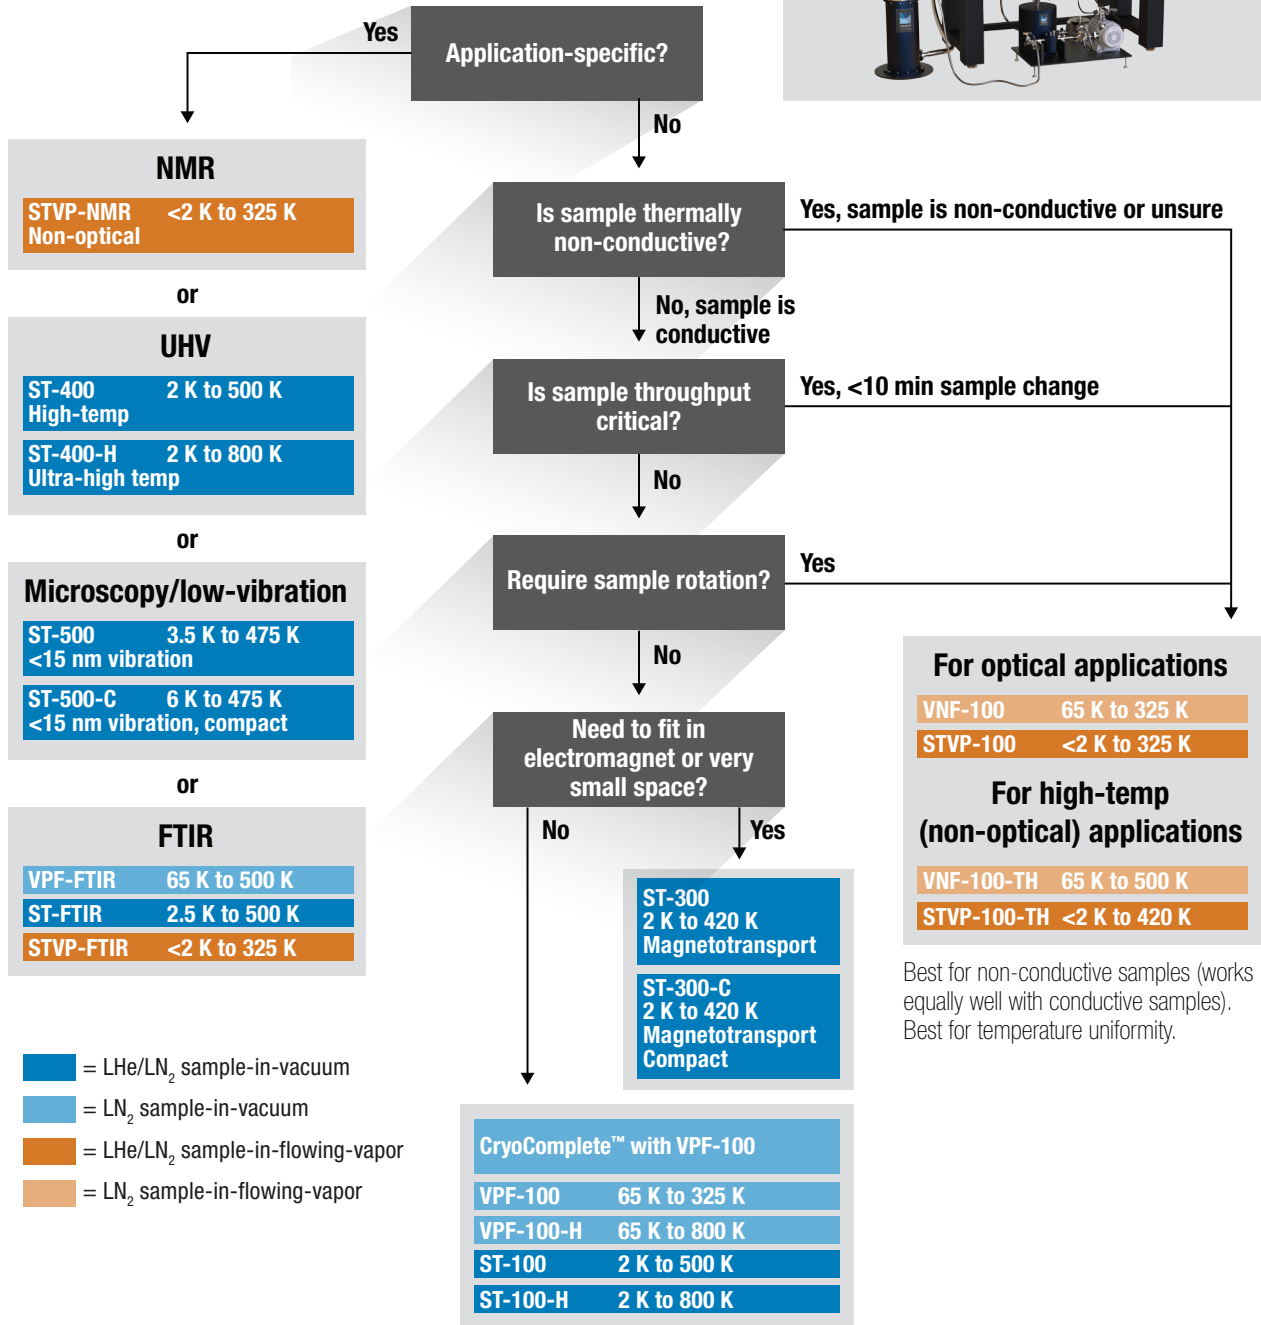 Application-specific?
Yes
No
NMR
STVP-NMR <2 K to 325 K
Non-optical
or
UHV
ST-400 2 K to 500 K
High-temp
ST-400-H 2 K to 800 K
Ultra-high temp
or
Microscopy/low-vibration
ST-500 3.5 K to 475 K
<15 nm vibration
ST-500-C 6 K to 475 K
<15 nm vibration, compact
or
FTIR
VPF-FTIR 65 K to 500 K
ST-FTIR 2.5 K to 500 K
STVP-FTIR <2 K to 325 K
Is sample thermally
non-conductive?
Yes, sample is non-conductive or unsure
No, sample is
conductive
Is sample throughput
critical?
Yes, <10 min sample change
No
Require sample rotation?
Yes
No
Need to fit in
electromagnet or very
small space?
No
Yes
ST-300
2 K to 420 K
Magnetotransport
ST-300-C
2 K to 420 K
Magnetotransport
Compact
CryoComplete™ with VPF-100
VPF-100 65 K to 325 K
VPF-100-H 65 K to 800 K
ST-100 2 K to 500 K
ST-100-H 2 K to 800 K
For optical applications
VNF-100 65 K to 325 K
STVP-100 <2 K to 325 K
For high-temp
(non-optical) applications
VNF-100-TH 65 K to 500 K
STVP-100-TH <2 K to 420 K
Best for non-conductive samples (works
equally well with conductive samples).
Best for temperature uniformity.
= LHe/LN₂ sample-in-vacuum
= LN₂ sample-in-vacuum
= LHe/LN₂ sample-in-flowing-vapor
= LN₂ sample-in-flowing-vapor